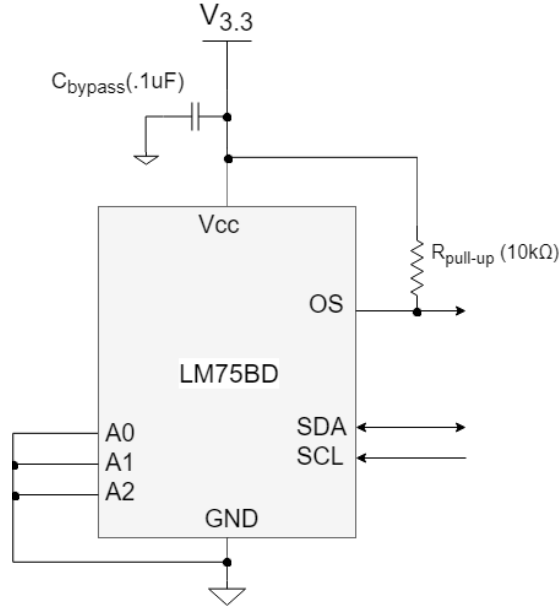 V3.3
Cbypass(.1uF)
Vcc
Rpull-up (10kΩ)
OS
LM75BD
A0
SDA
A1
SCL
A2
GND